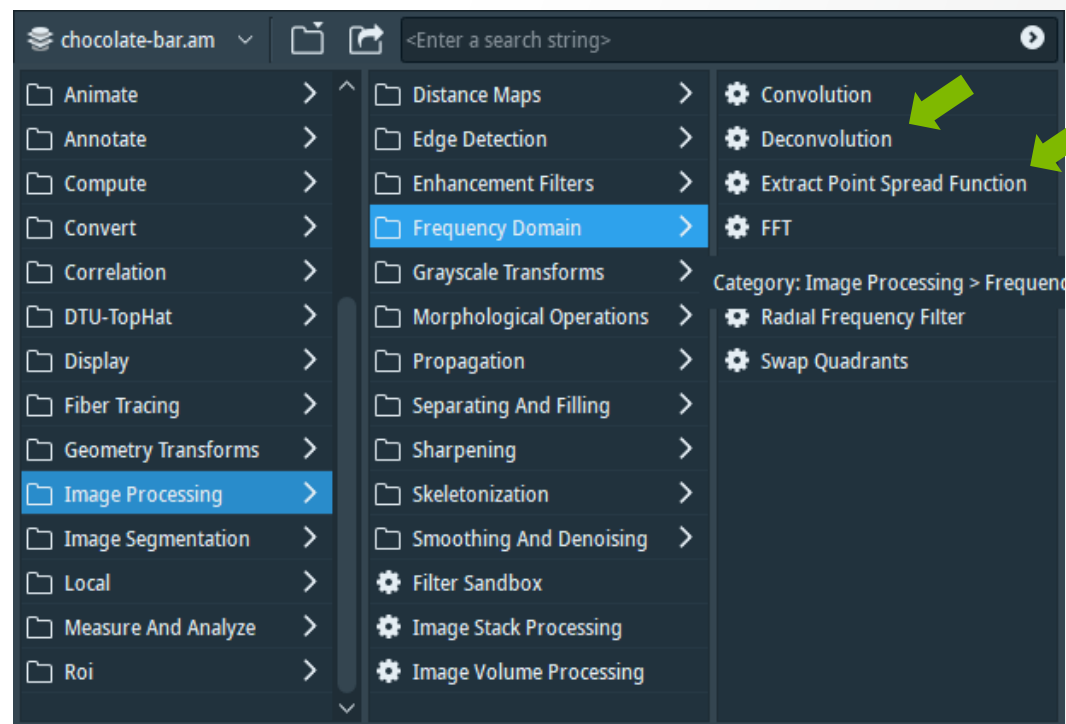 chocolate-bar.am
<Enter a search string>
Animate
Annotate
Compute
Convert
Correlation
DTU-TopHat
Display
Fiber Tracing
Geometry Transforms
Image Processing
Image Segmentation
Local
Measure And Analyze
Roi
Distance Maps
Edge Detection
Enhancement Filters
Frequency Domain
Grayscale Transforms
Morphological Operations
Propagation
Separating And Filling
Sharpening
Skeletonization
Smoothing And Denoising
Filter Sandbox
Image Stack Processing
Image Volume Processing
Convolution
Deconvolution
Extract Point Spread Function
FFT
Category: Image Processing > Frequenc
Radial Frequency Filter
Swap Quadrants